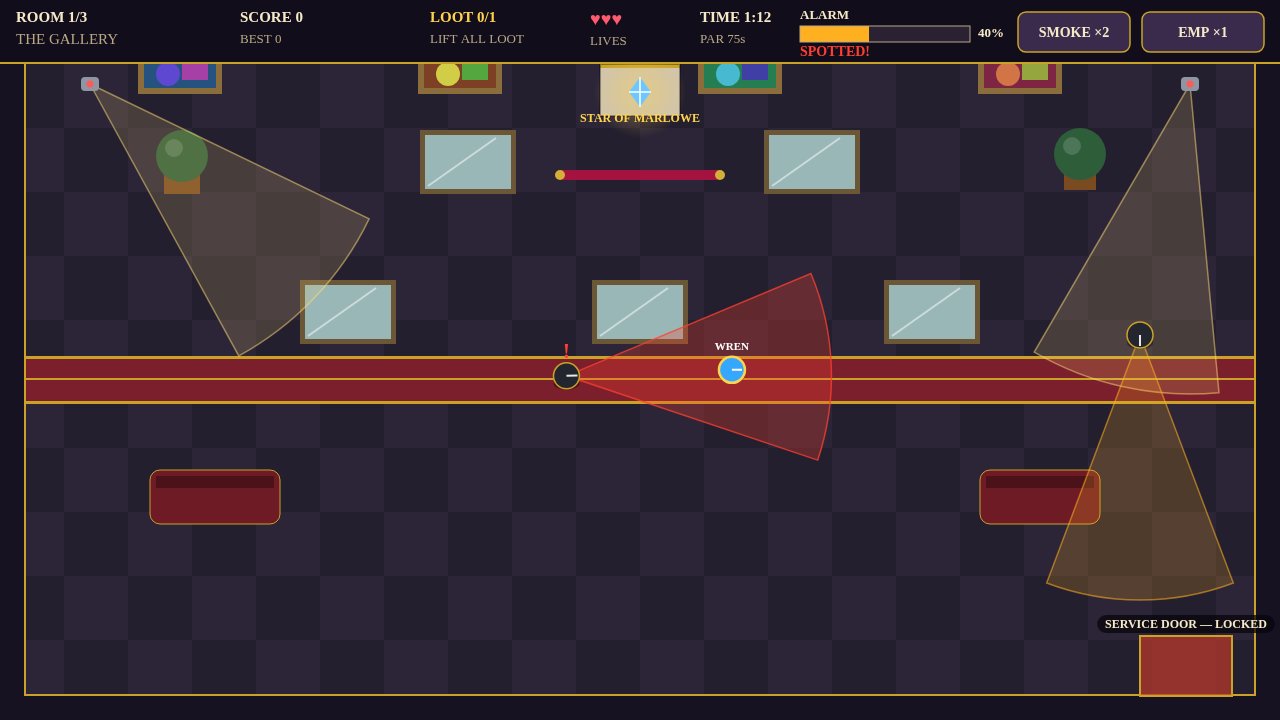 ROOM 1/3
THE GALLERY
SCORE 0
BEST 0
LOOT 0/1
LIFT ALL LOOT
♥♥♥
LIVES
TIME 1:12
PAR 75s
ALARM
40%
SPOTTED!
SMOKE ×2
EMP ×1
STAR OF MARLOWE
!
WREN
SERVICE DOOR — LOCKED